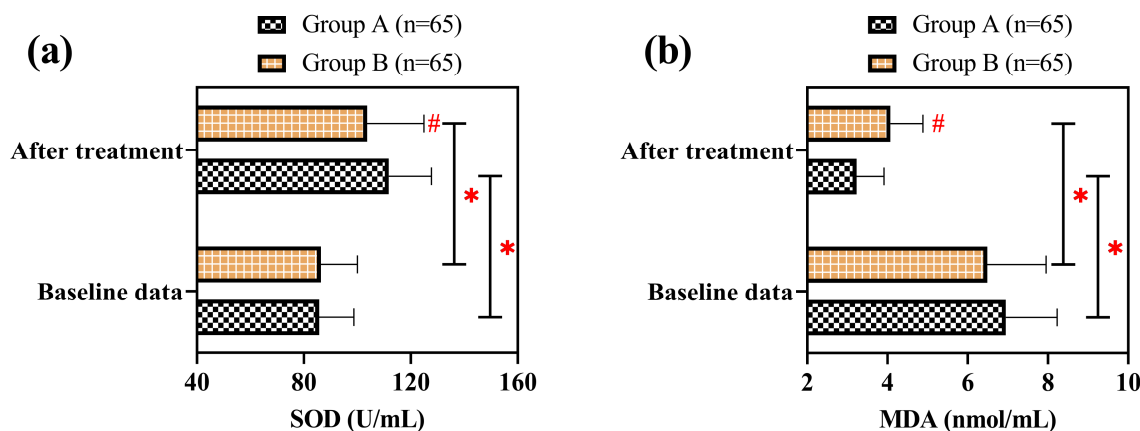 (a)
Group A (n=65)
Group B (n=65)
After treatment
#
*
*
Baseline data
40 80 120 160
SOD (U/mL)
(b)
Group A (n=65)
Group B (n=65)
After treatment
#
*
*
Baseline data
2 4 6 8 10
MDA (nmol/mL)